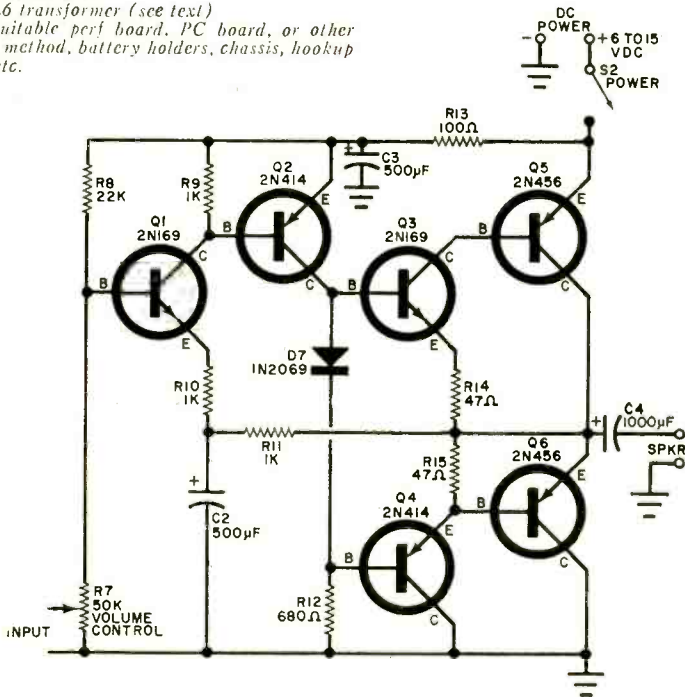 .6 transformer (see text)
uitable perf board, PC board, or other
method, battery holders, chassis, hookup
etc.
DC
POWER
-
+6 TO 15
VDC
S2
POWER
R13
100Ω
R8
22K
R9
1K
Q2
2N414
+
C3
500µF
Q5
2N456
Q1
2N169
Q3
2N169
B
C
E
B
E
C
B
C
E
B
E
C
D7
1N2069
R10
1K
R14
47Ω
R11
1K
+
C4
1000µF
SPKR
R15
47Ω
Q6
2N456
+
C2
500µF
Q4
2N414
B
E
C
B
E
C
R7
50K
VOLUME
CONTROL
INPUT
R12
680Ω